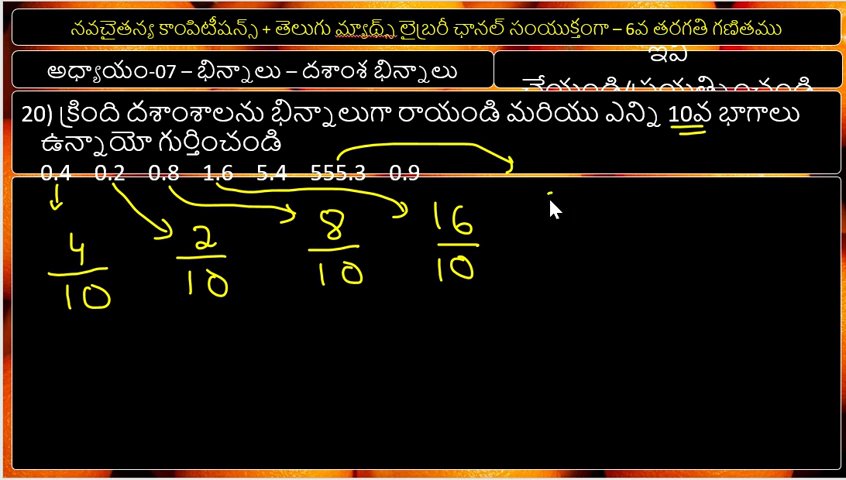 నవచైతన్య కాంపిటీషన్స్ + తెలుగు మ్యాథ్స్ లైబ్రరీ ఛానల్ సంయుక్తంగా – 6వ తరగతి గణితము
అధ్యాయం-07 – భిన్నాలు – దశాంశ భిన్నాలు
ఇవి
చేయండి/ప్రయత్నించండి
20) క్రింది దశాంశాలను భిన్నాలుగా రాయండి మరియు ఎన్ని 10వ భాగాలు
ఉన్నాయో గుర్తించండి
0.4 0.2 0.8 1.6 5.4 555.3 0.9
4/10 2/10 8/10 16/10